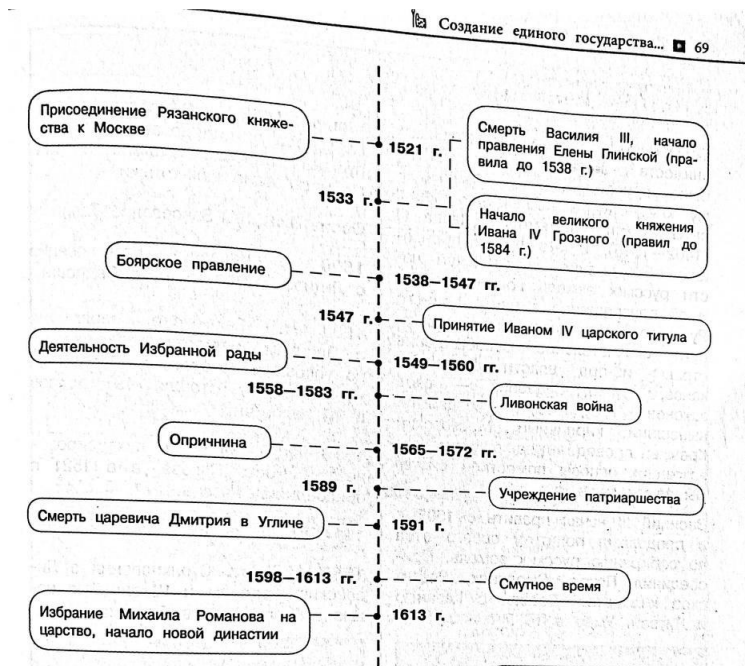 Создание единого государства... 69
Присоединение Рязанского княже-
ства к Москве
1521 г.
Смерть Василия III, начало
правления Елены Глинской (пра-
вила до 1538 г.)
1533 г.
Начало великого княжения
Ивана IV Грозного (правил до
1584 г.)
Боярское правление
1538—1547 гг.
1547 г.
Принятие Иваном IV царского титула
Деятельность Избранной рады
1549—1560 гг.
1558—1583 гг.
Ливонская война
Опричнина
1565—1572 гг.
1589 г.
Учреждение патриаршества
Смерть царевича Дмитрия в Угличе
1591 г.
1598—1613 гг.
Смутное время
Избрание Михаила Романова на
царство, начало новой династии
1613 г.